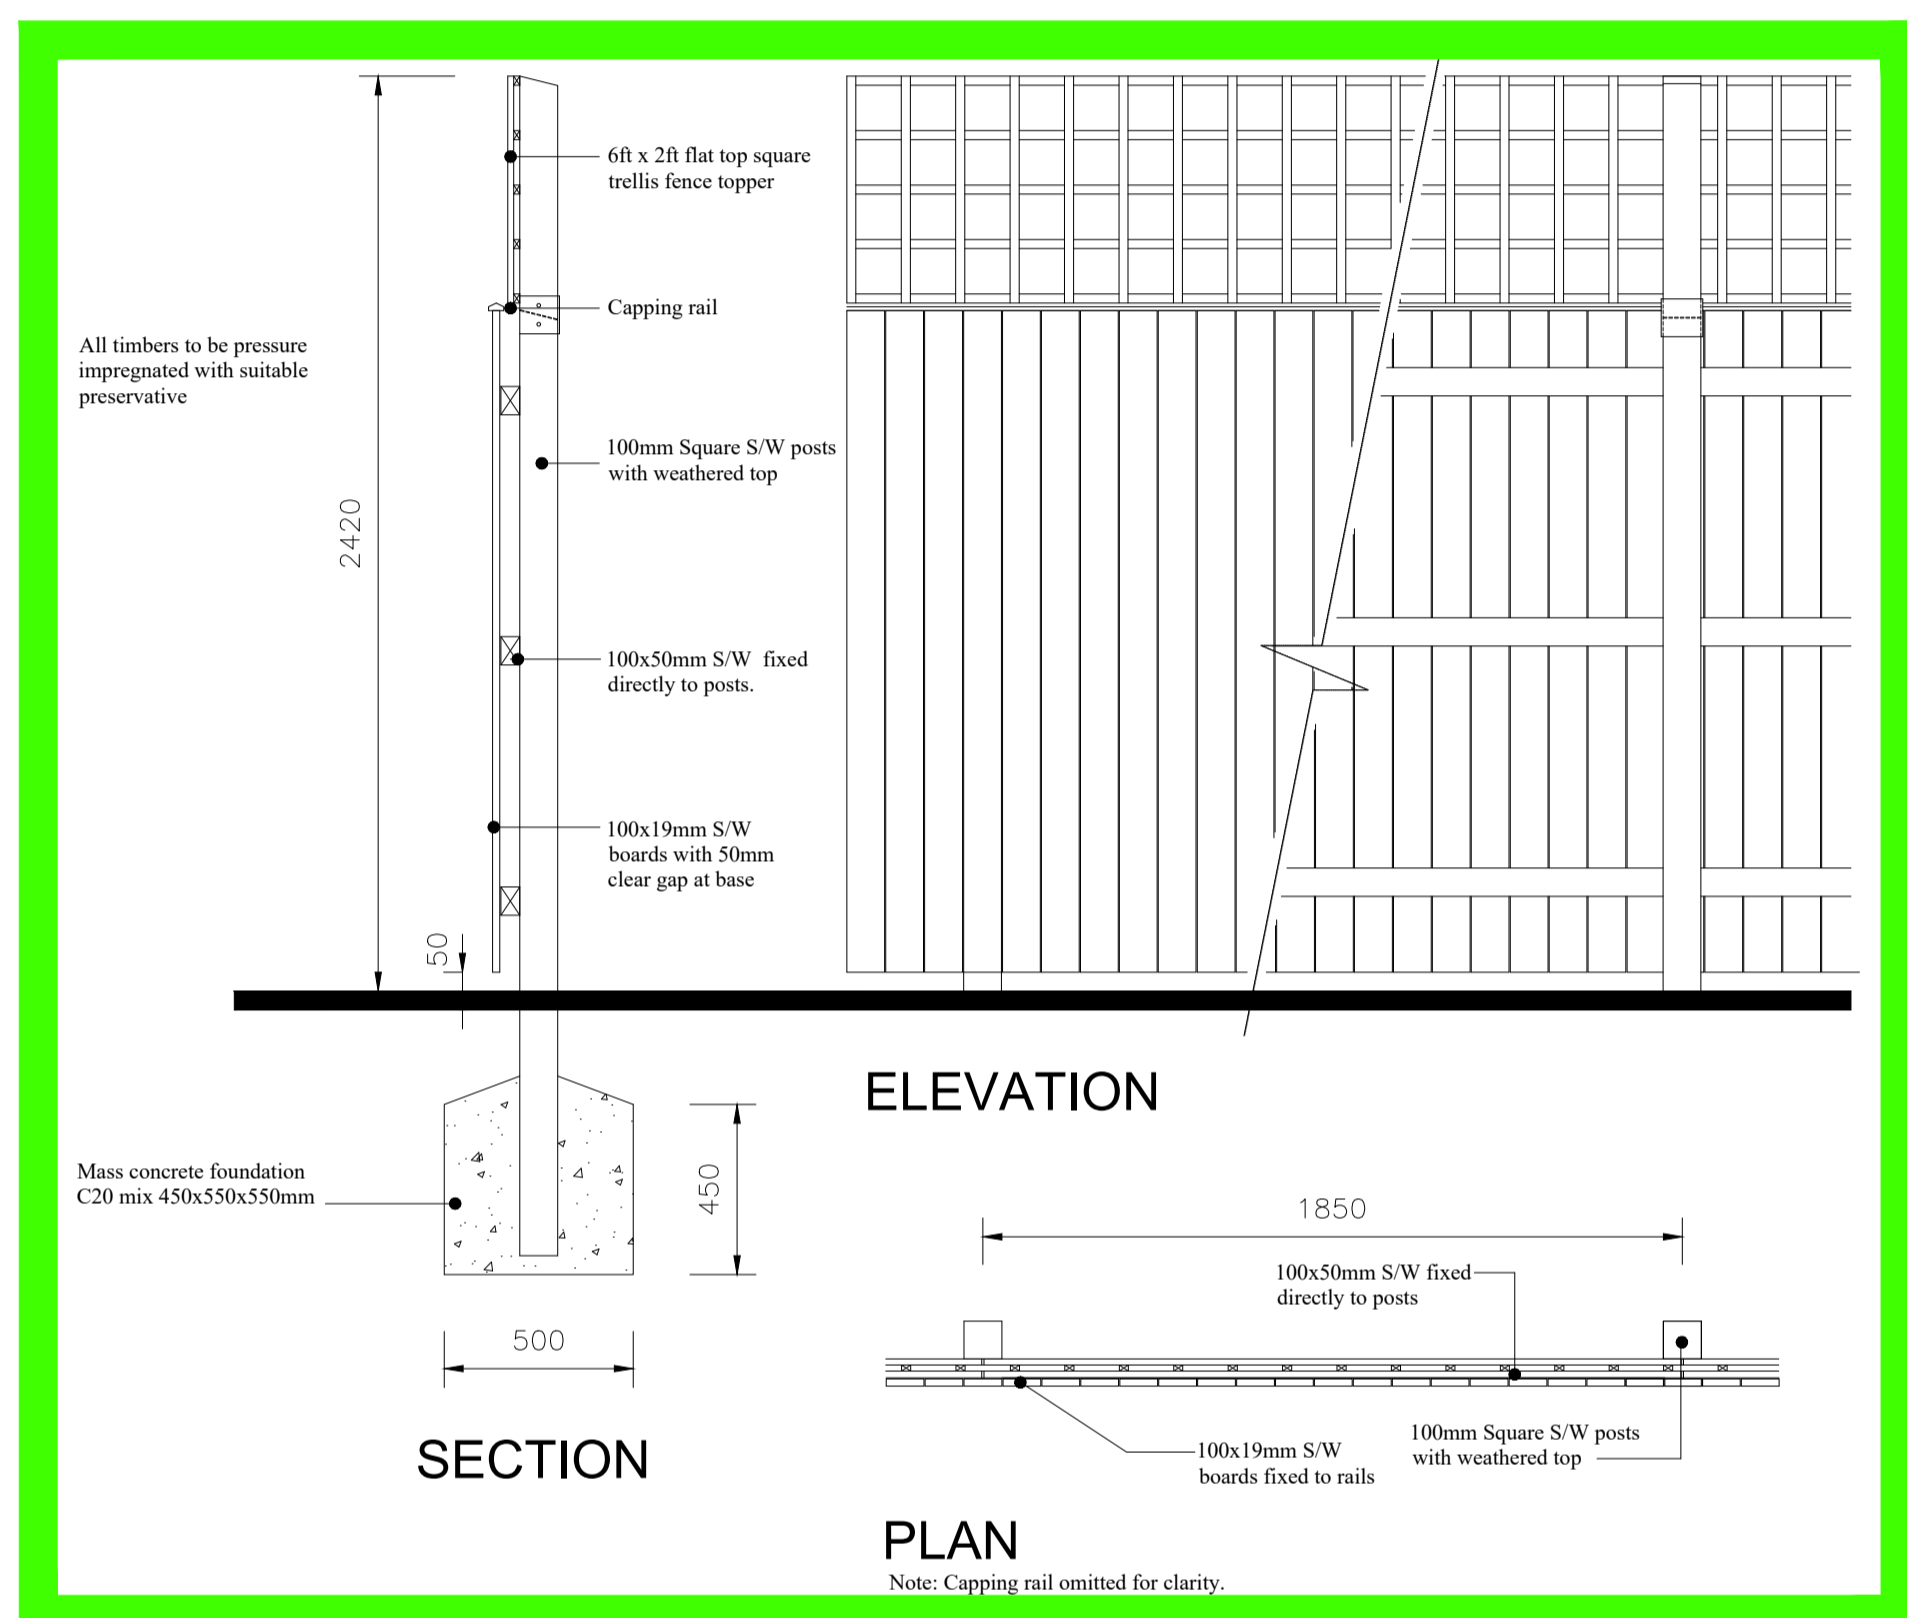 6ft x 2ft flat top square
trellis fence topper
Capping rail
All timbers to be pressure
impregnated with suitable
preservative
100mm Square S/W posts
with weathered top
2420
100x50mm S/W fixed
directly to posts.
100x19mm S/W
boards with 50mm
clear gap at base
50
ELEVATION
Mass concrete foundation
C20 mix 450x550x550mm
450
500
SECTION
1850
100x50mm S/W fixed
directly to posts
100mm Square S/W posts
with weathered top
100x19mm S/W
boards fixed to rails
PLAN
Note: Capping rail omitted for clarity.